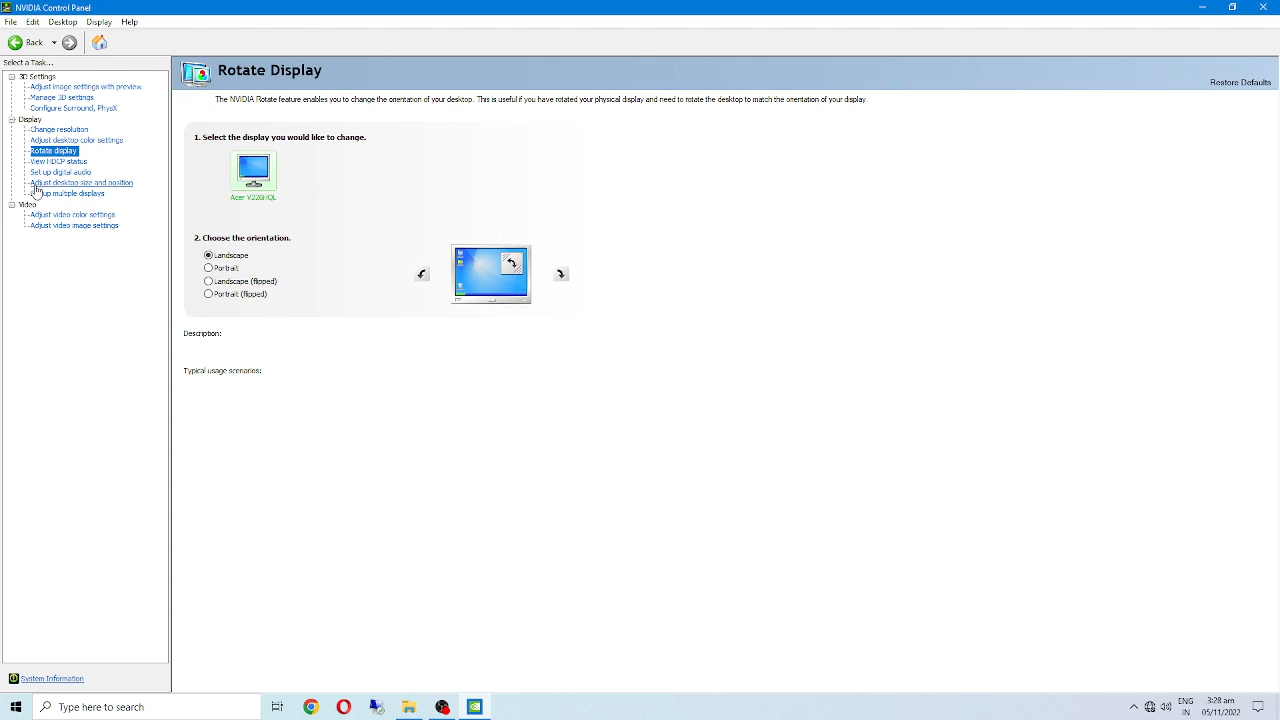 NVIDIA Control Panel
File Edit Desktop Display Help
Back
Select a Task...
3D Settings
Adjust image settings with preview
Manage 3D settings
Configure Surround, PhysX
Display
Change resolution
Adjust desktop color settings
Rotate display
View HDCP status
Set up digital audio
Adjust desktop size and position
up multiple displays
Video
Adjust video color settings
Adjust video image settings
System Information
Rotate Display
Restore Defaults
The NVIDIA Rotate feature enables you to change the orientation of your desktop. This is useful if you have rotated your physical display and need to rotate the desktop to match the orientation of your display.
1. Select the display you would like to change.
Acer V226HQL
2. Choose the orientation.
Landscape
Portrait
Landscape (flipped)
Portrait (flipped)
Description:
Typical usage scenarios:
Type here to search
ENG
IN
3:28 am
05/11/2022